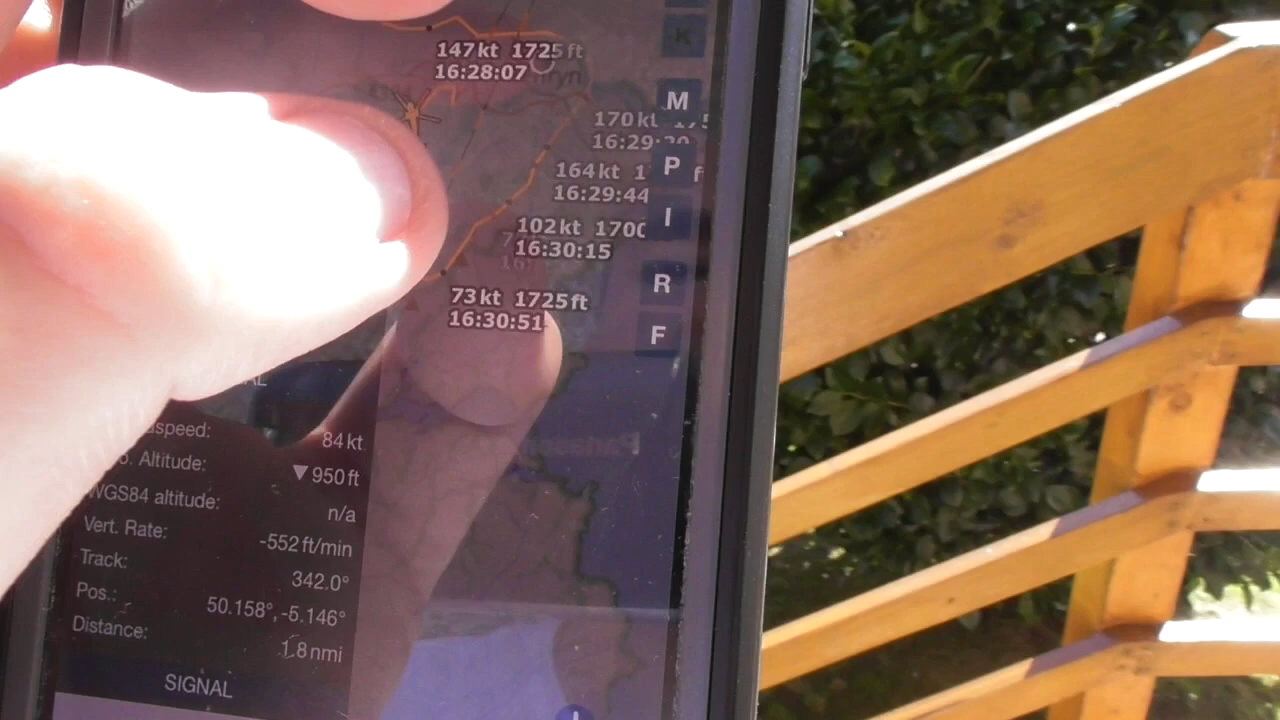 K
147kt 1725ft
16:28:07
M
170kt
16:29:
P
164kt
16:29:44
I
102kt 1700
16:30:15
R
73kt 1725ft
16:30:51
F
84kt
Altitude:
▼950ft
WGS84 altitude:
n/a
Vert. Rate:
-552ft/min
Track:
342.0°
Pos.:
50.158°, -5.146°
Distance:
1.8nmi
SIGNAL